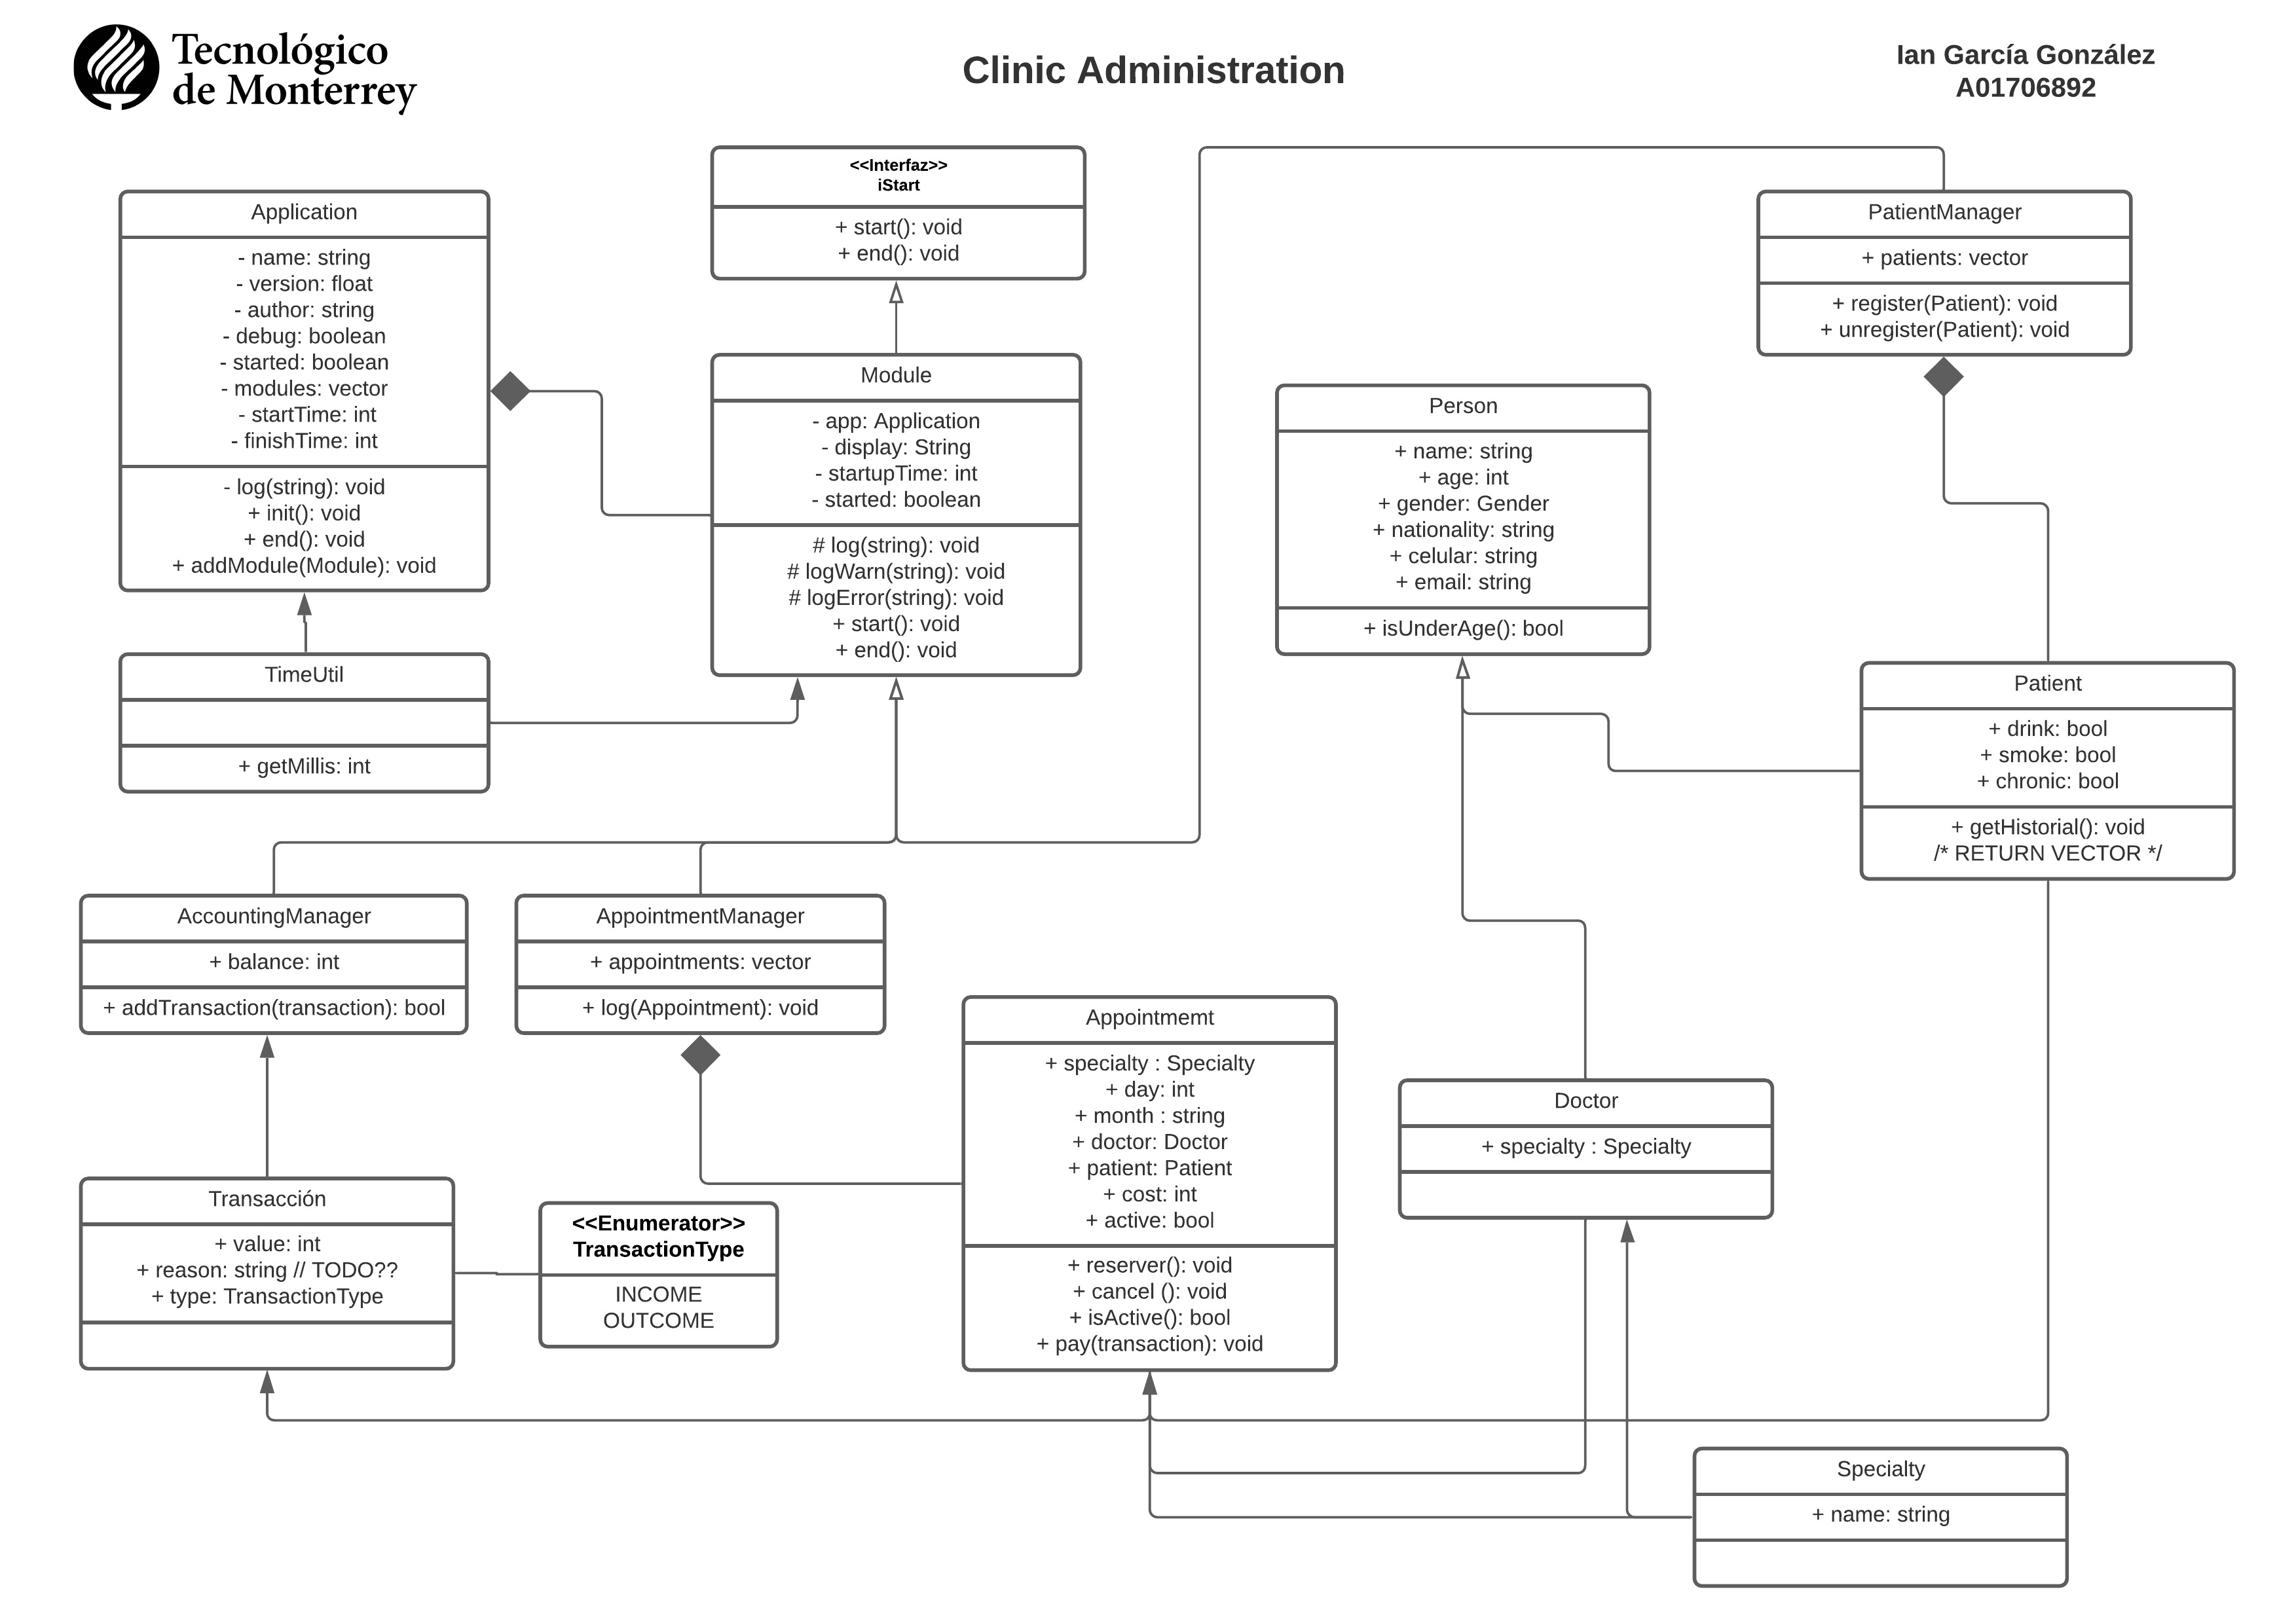 Tecnológico
de Monterrey
Clinic Administration
Ian García González
A01706892
<<Interfaz>>
iStart
+ start(): void
+ end(): void
Application
- name: string
- version: float
- author: string
- debug: boolean
- started: boolean
- modules: vector
- startTime: int
- finishTime: int
- log(string): void
+ init(): void
+ end(): void
+ addModule(Module): void
PatientManager
+ patients: vector
+ register(Patient): void
+ unregister(Patient): void
Module
- app: Application
- display: String
- startupTime: int
- started: boolean
# log(string): void
# logWarn(string): void
# logError(string): void
+ start(): void
+ end(): void
Person
+ name: string
+ age: int
+ gender: Gender
+ nationality: string
+ celular: string
+ email: string
+ isUnderAge(): bool
TimeUtil
+ getMillis: int
Patient
+ drink: bool
+ smoke: bool
+ chronic: bool
+ getHistorial(): void
/* RETURN VECTOR */
AccountingManager
+ balance: int
+ addTransaction(transaction): bool
AppointmentManager
+ appointments: vector
+ log(Appointment): void
Appointmemt
+ specialty : Specialty
+ day: int
+ month : string
+ doctor: Doctor
+ patient: Patient
+ cost: int
+ active: bool
+ reserver(): void
+ cancel (): void
+ isActive(): bool
+ pay(transaction): void
Doctor
+ specialty : Specialty
Transacción
+ value: int
+ reason: string // TODO??
+ type: TransactionType
<<Enumerator>>
TransactionType
INCOME
OUTCOME
Specialty
+ name: string